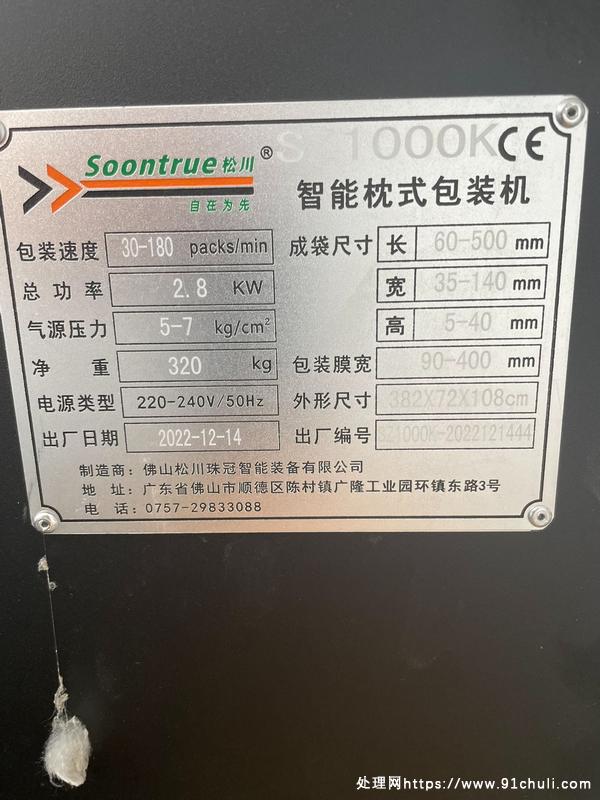 Soontrue松川® SZ1000K CE
自在为先
智能枕式包装机
包装速度 30-180 packs/min 成袋尺寸 长 60-500 mm
总功率 2.8 KW 宽 35-140 mm
气源压力 5-7 kg/cm² 高 5-40 mm
净重 320 kg 包装膜宽 90-400 mm
电源类型 220-240V/50Hz 外形尺寸 382X72X108cm
出厂日期 2022-12-14 出厂编号 SZ1000K-2022121444
制造商：佛山松川珠冠智能装备有限公司
地址：广东省佛山市顺德区陈村镇广隆工业园环镇东路3号
电话：0757-29833088
处理网https://www.91chuli.com